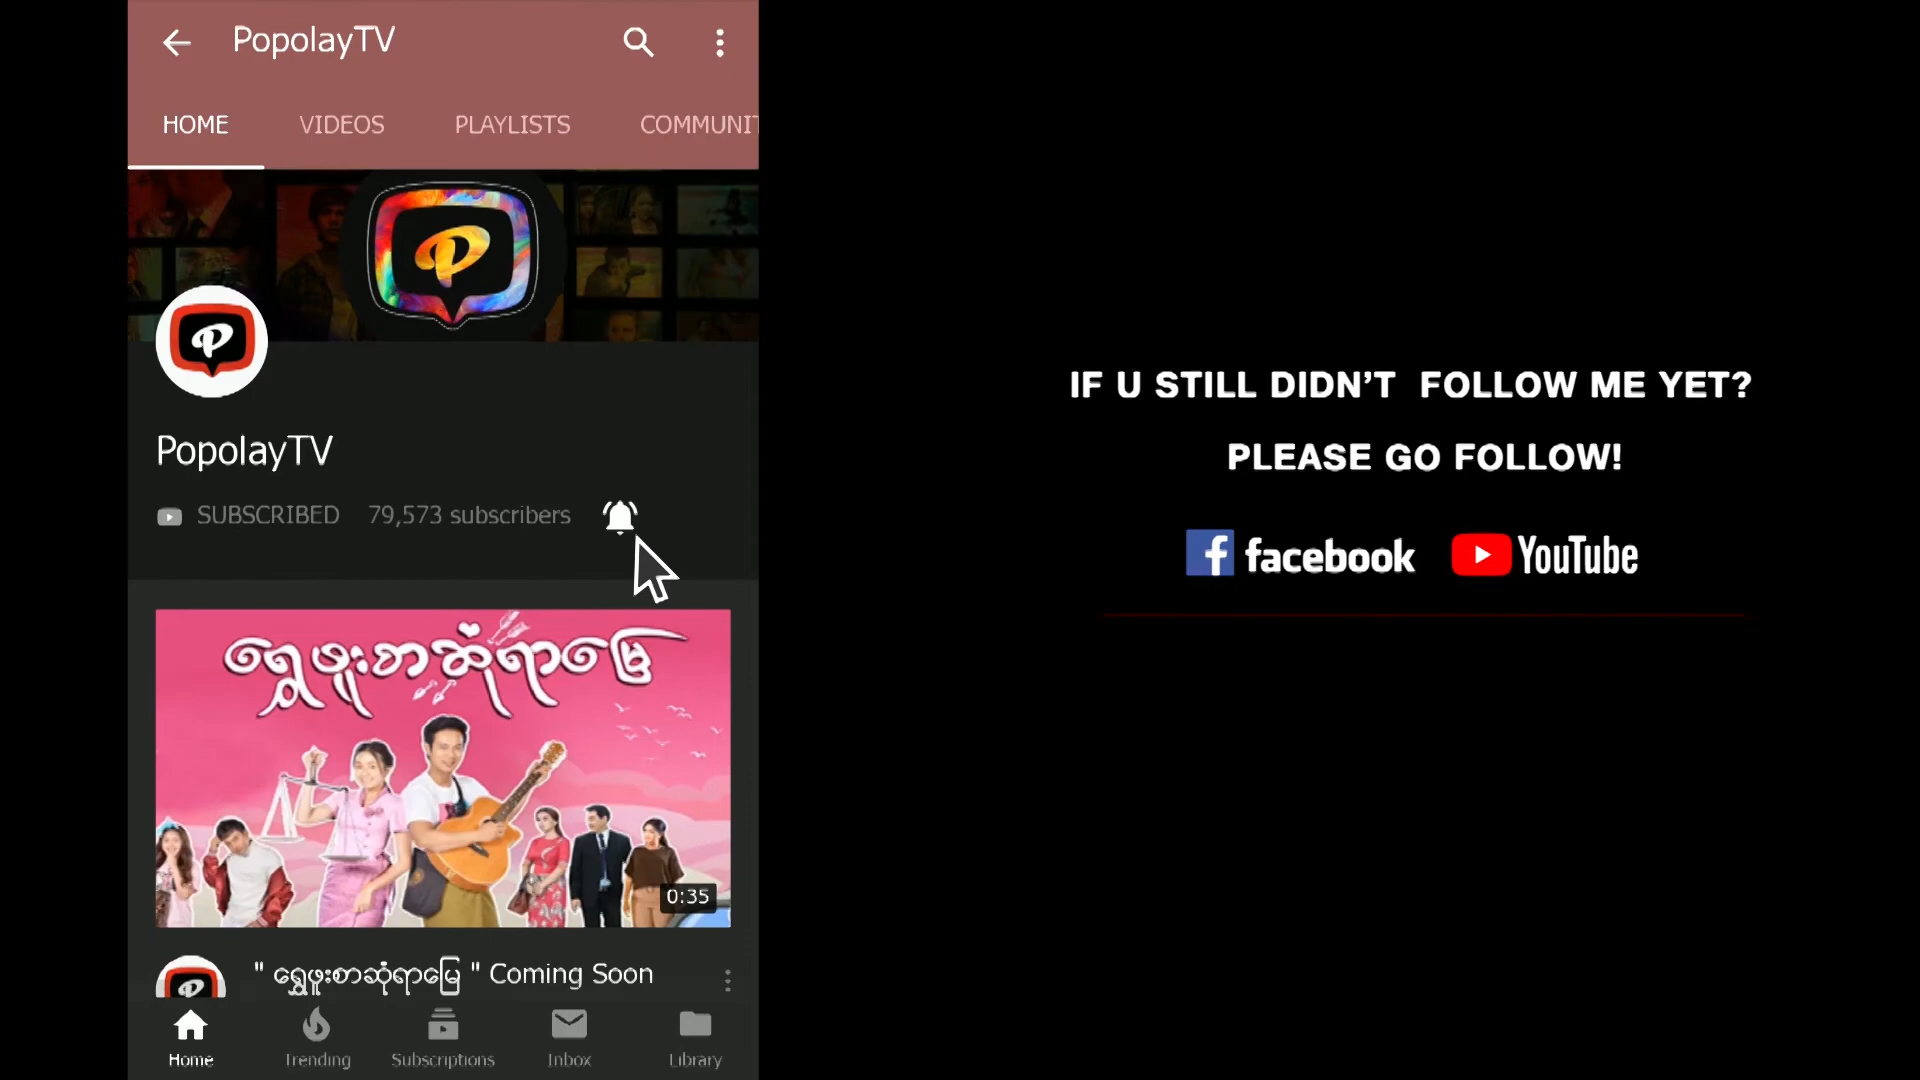 PopolayTV
HOME VIDEOS PLAYLISTS COMMUNIT
PopolayTV
SUBSCRIBED 79,573 subscribers
ရွှေဖူးစာဆုံရာမြေ
0:35
" ရွှေဖူးစာဆုံရာမြေ " Coming Soon
Home Trending Subscriptions Inbox Library
IF U STILL DIDN'T FOLLOW ME YET?
PLEASE GO FOLLOW!
facebook YouTube